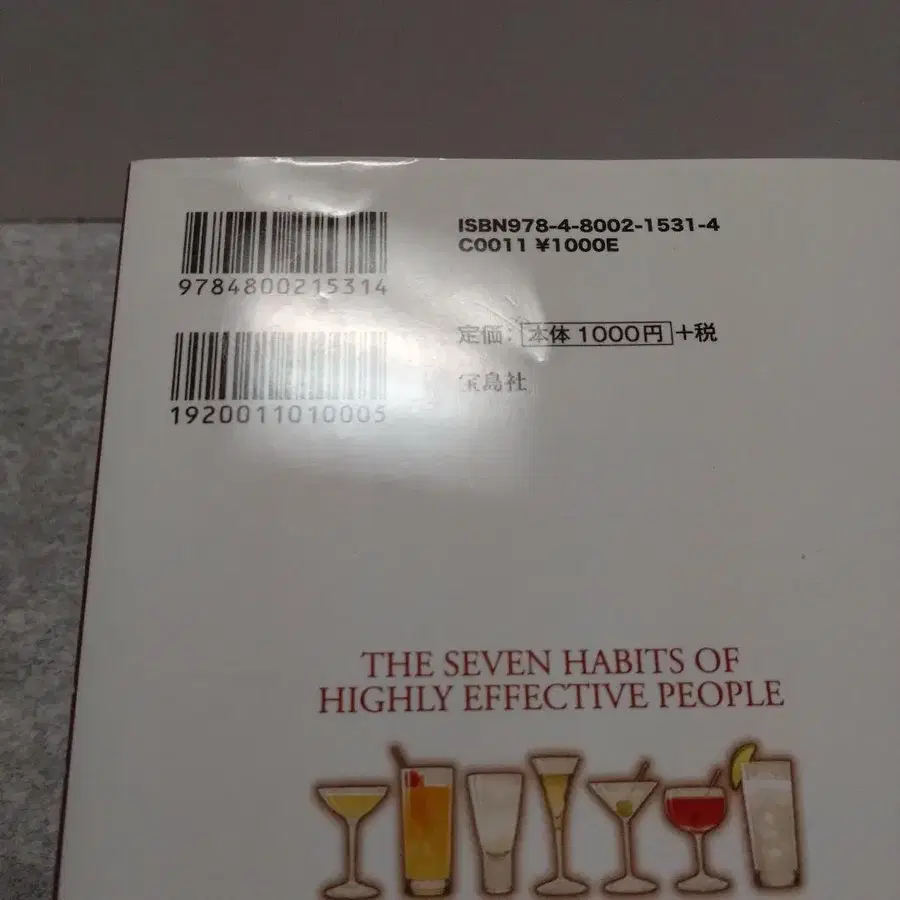 9784800215314
ISBN978-4-8002-1531-4
C0011 ¥1000E
1920011010005
定価：本体1000円＋税
宝島社
THE SEVEN HABITS OF
HIGHLY EFFECTIVE PEOPLE